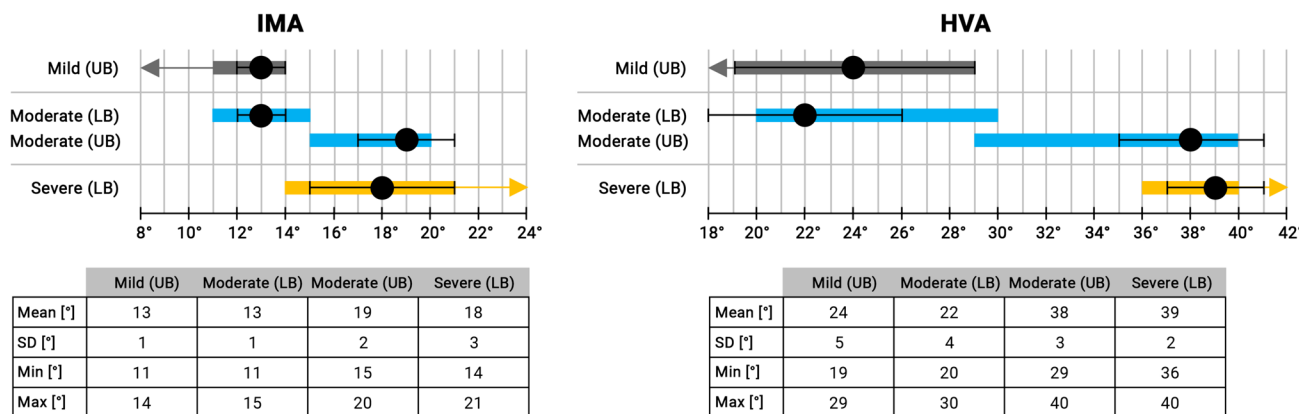 IMA
Mild (UB)
Moderate (LB)
Moderate (UB)
Severe (LB)
8° 10° 12° 14° 16° 18° 20° 22° 24°
Mild (UB) Moderate (LB) Moderate (UB) Severe (LB)
Mean [°] 13 13 19 18
SD [°] 1 1 2 3
Min [°] 11 11 15 14
Max [°] 14 15 20 21
HVA
Mild (UB)
Moderate (LB)
Moderate (UB)
Severe (LB)
18° 20° 22° 24° 26° 28° 30° 32° 34° 36° 38° 40° 42°
Mild (UB) Moderate (LB) Moderate (UB) Severe (LB)
Mean [°] 24 22 38 39
SD [°] 5 4 3 2
Min [°] 19 20 29 36
Max [°] 29 30 40 40